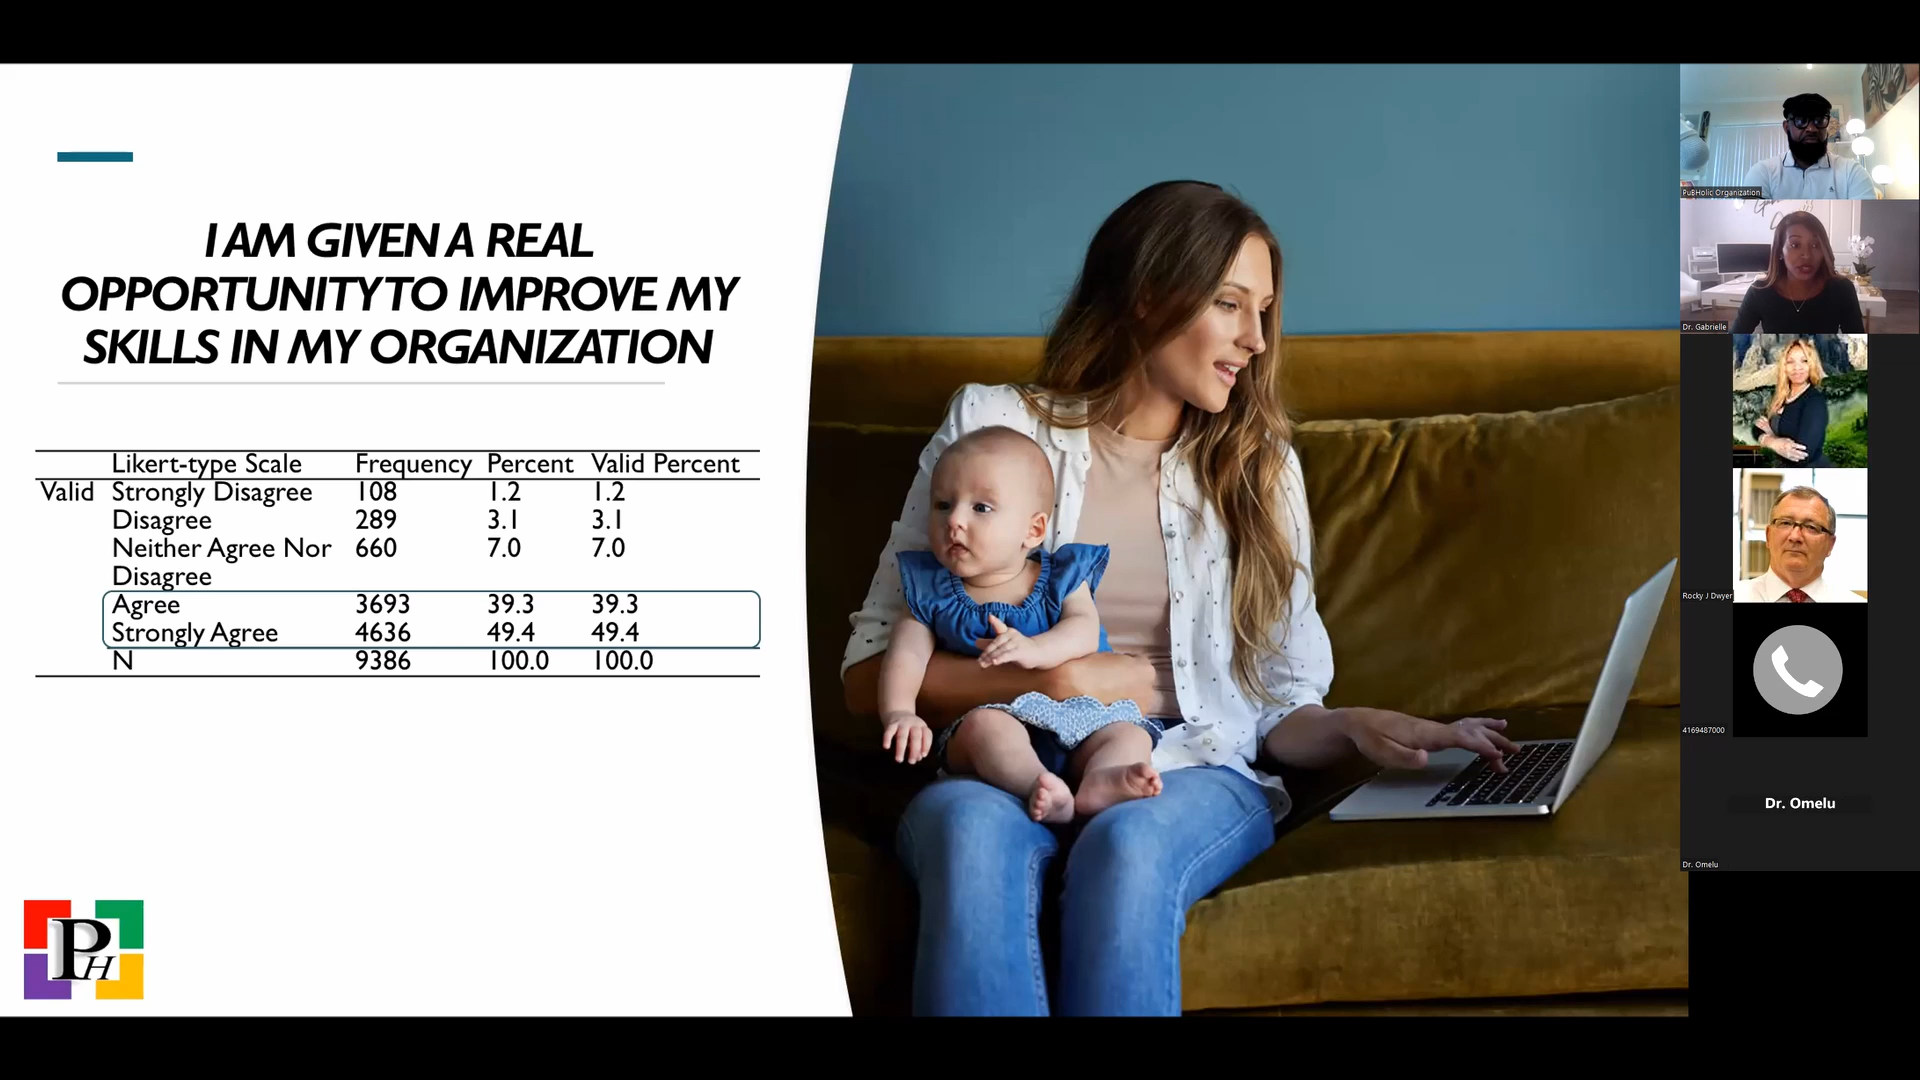 I AM GIVEN A REAL
OPPORTUNITY TO IMPROVE MY
SKILLS IN MY ORGANIZATION
Likert-type Scale Frequency Percent Valid Percent
Valid Strongly Disagree 108 1.2 1.2
Disagree 289 3.1 3.1
Neither Agree Nor 660 7.0 7.0
Disagree
Agree 3693 39.3 39.3
Strongly Agree 4636 49.4 49.4
N 9386 100.0 100.0
PH
PuBHolic Organization
Dr. Gabrielle
Rocky J Dwyer
4169487000
Dr. Omelu
Dr. Omelu